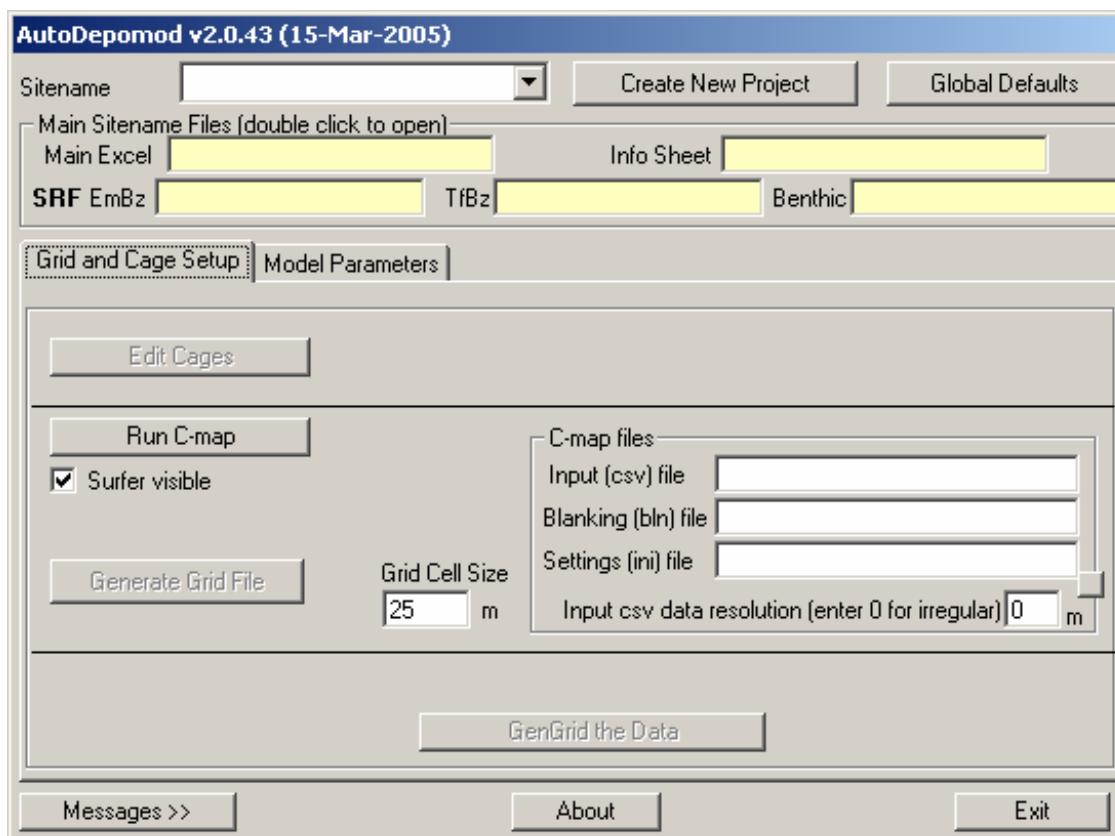 AutoDepomod v2.0.43 (15-Mar-2005)
Sitename Create New Project Global Defaults
Main Sitename Files (double click to open)
Main Excel Info Sheet
SRF EmBz TfBz Benthic
Grid and Cage Setup Model Parameters
Edit Cages
Run C-map
C-map files
Surfer visible
Input (csv) file
Blanking (bln) file
Settings (ini) file
Generate Grid File
Grid Cell Size
25 m
Input csv data resolution (enter 0 for irregular) 0 m
GenGrid the Data
Messages >> About Exit